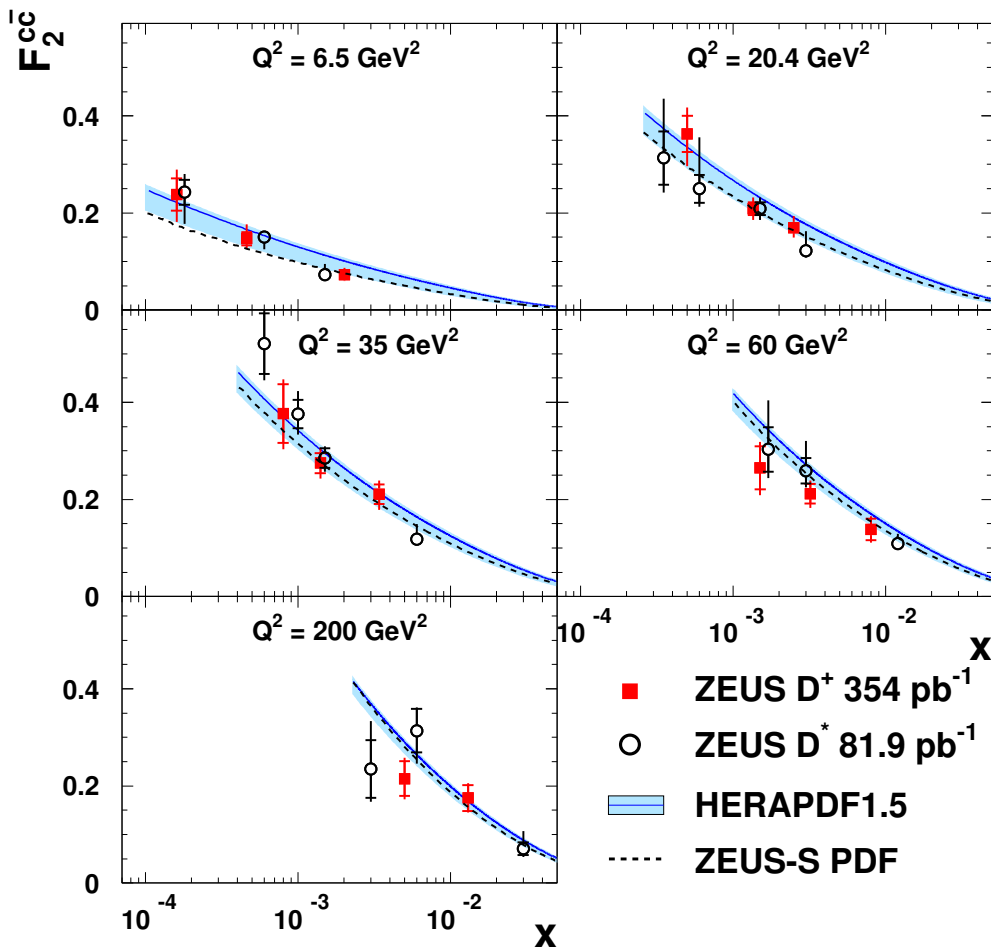 F₂ᶜᶜ̄
Q² = 6.5 GeV²
Q² = 20.4 GeV²
0.4
0.2
0
Q² = 35 GeV²
Q² = 60 GeV²
0.4
0.2
0
10⁻⁴ 10⁻³ 10⁻²
x
Q² = 200 GeV²
0.4
0.2
0
10⁻⁴ 10⁻³ 10⁻²
x
ZEUS D⁺ 354 pb⁻¹
ZEUS D* 81.9 pb⁻¹
HERAPDF1.5
ZEUS-S PDF